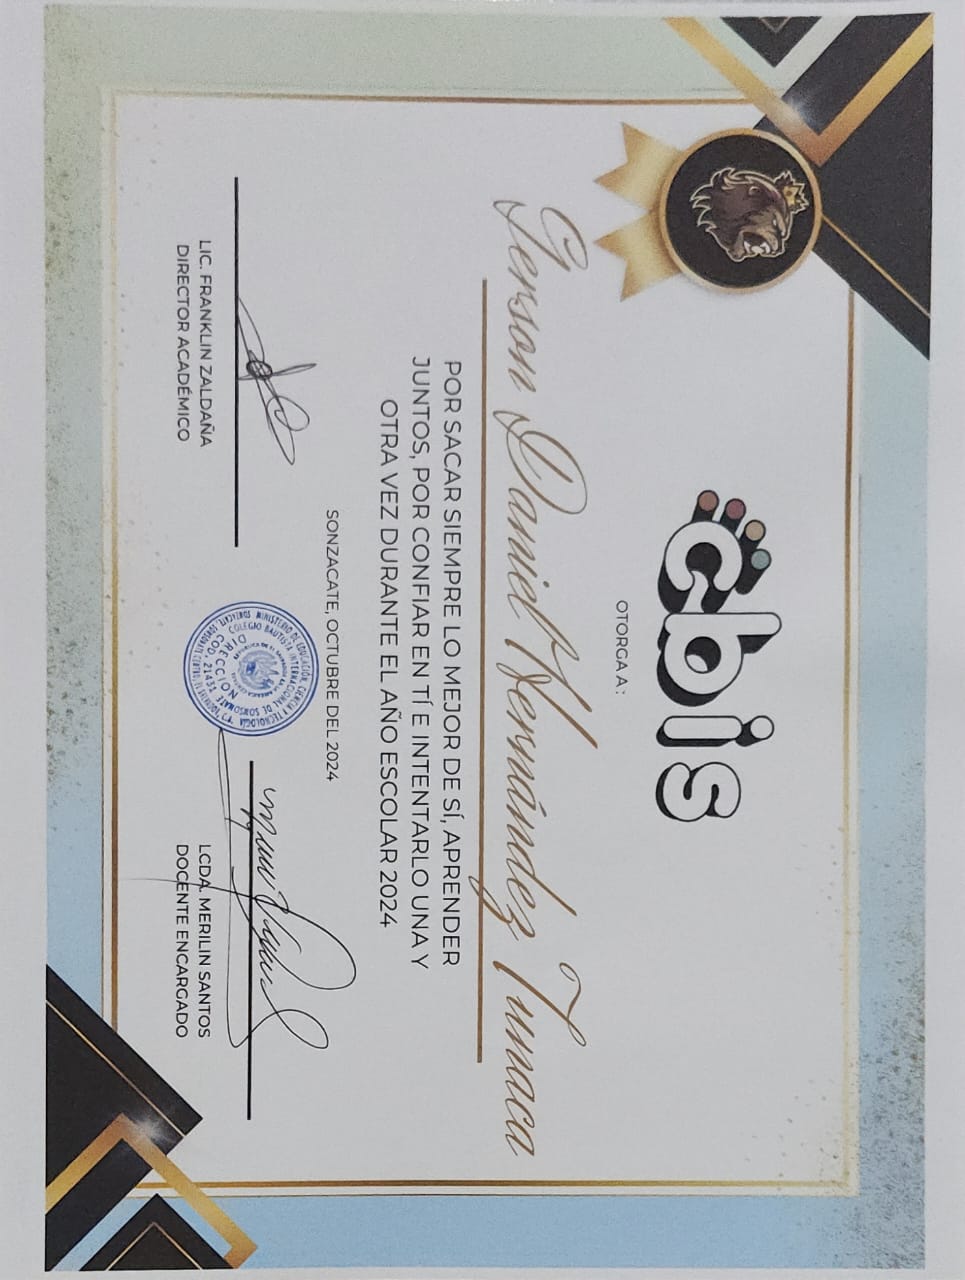 cbis
OTORGA A :
Gerson Daniel Hernández Tunaca
POR SACAR SIEMPRE LO MEJOR DE SÍ, APRENDER
JUNTOS, POR CONFIAR EN TÍ E INTENTARLO UNA Y
OTRA VEZ DURANTE EL AÑO ESCOLAR 2024
SONZACATE, OCTUBRE DEL 2024
MINISTERIO DE EDUCACIÓN, CIENCIA Y TECNOLOGÍA
COLEGIO BAUTISTA INTERNACIONAL DE SONSONATE
DIRECCION
COD. 21431
SONSONATE CENTRO, EL SALVADOR, C.A.
LIC. FRANKLIN ZALDAÑA
DIRECTOR ACADÉMICO
LCDA. MERILIN SANTOS
DOCENTE ENCARGADO